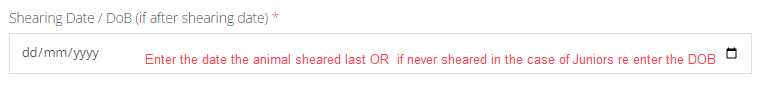 Shearing Date / DoB (if after shearing date) *
dd/mm/yyyy Enter the date the animal sheared last OR if never sheared in the case of Juniors re enter the DOB